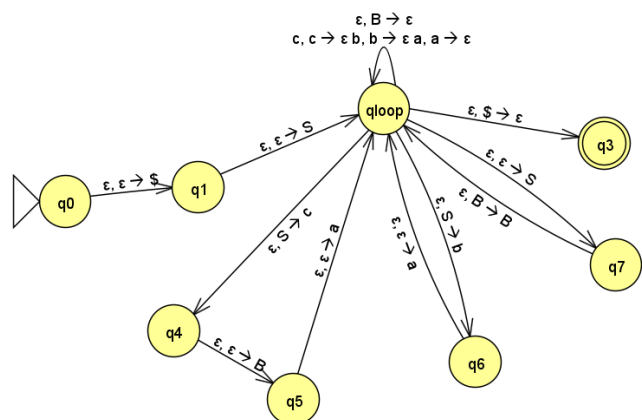 ε, B → ε
c, c → ε b, b → ε a, a → ε
qloop
ε, $ → ε
q3
ε, ε → S
q1
ε, ε → $
q0
ε, ε → S
ε, B → B
q7
ε, S → c
ε, ε → a
ε, ε → a
ε, S → b
q4
ε, ε → B
q5
q6